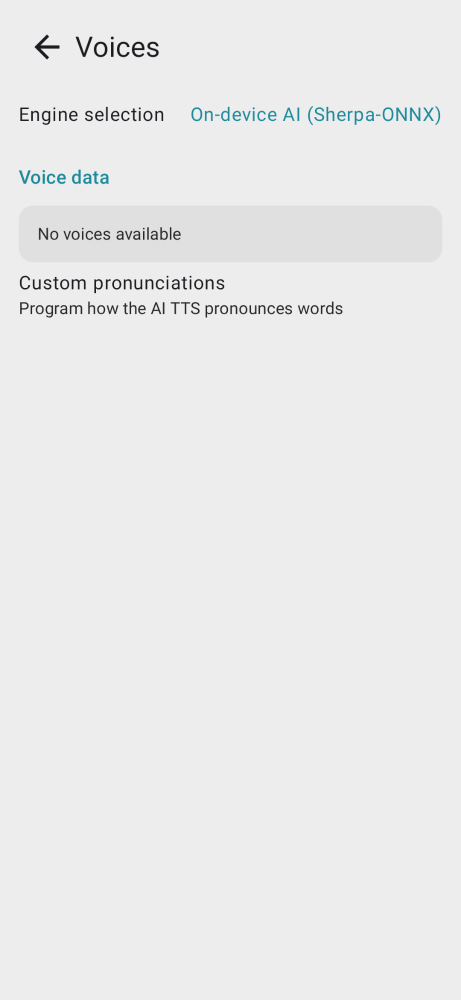 Voices
Engine selection On-device AI (Sherpa-ONNX)
Voice data
No voices available
Custom pronunciations
Program how the AI TTS pronounces words